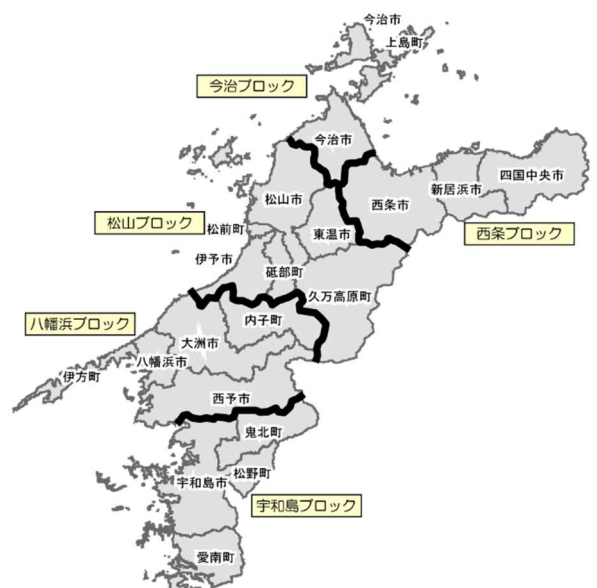 今治市
上島町
今治ブロック
今治市
四国中央市
新居浜市
松山市
西条市
松山ブロック
松前町
東温市
西条ブロック
伊予市
砥部町
久万高原町
八幡浜ブロック
内子町
大洲市
八幡浜市
伊方町
西予市
鬼北町
松野町
宇和島市
宇和島ブロック
愛南町